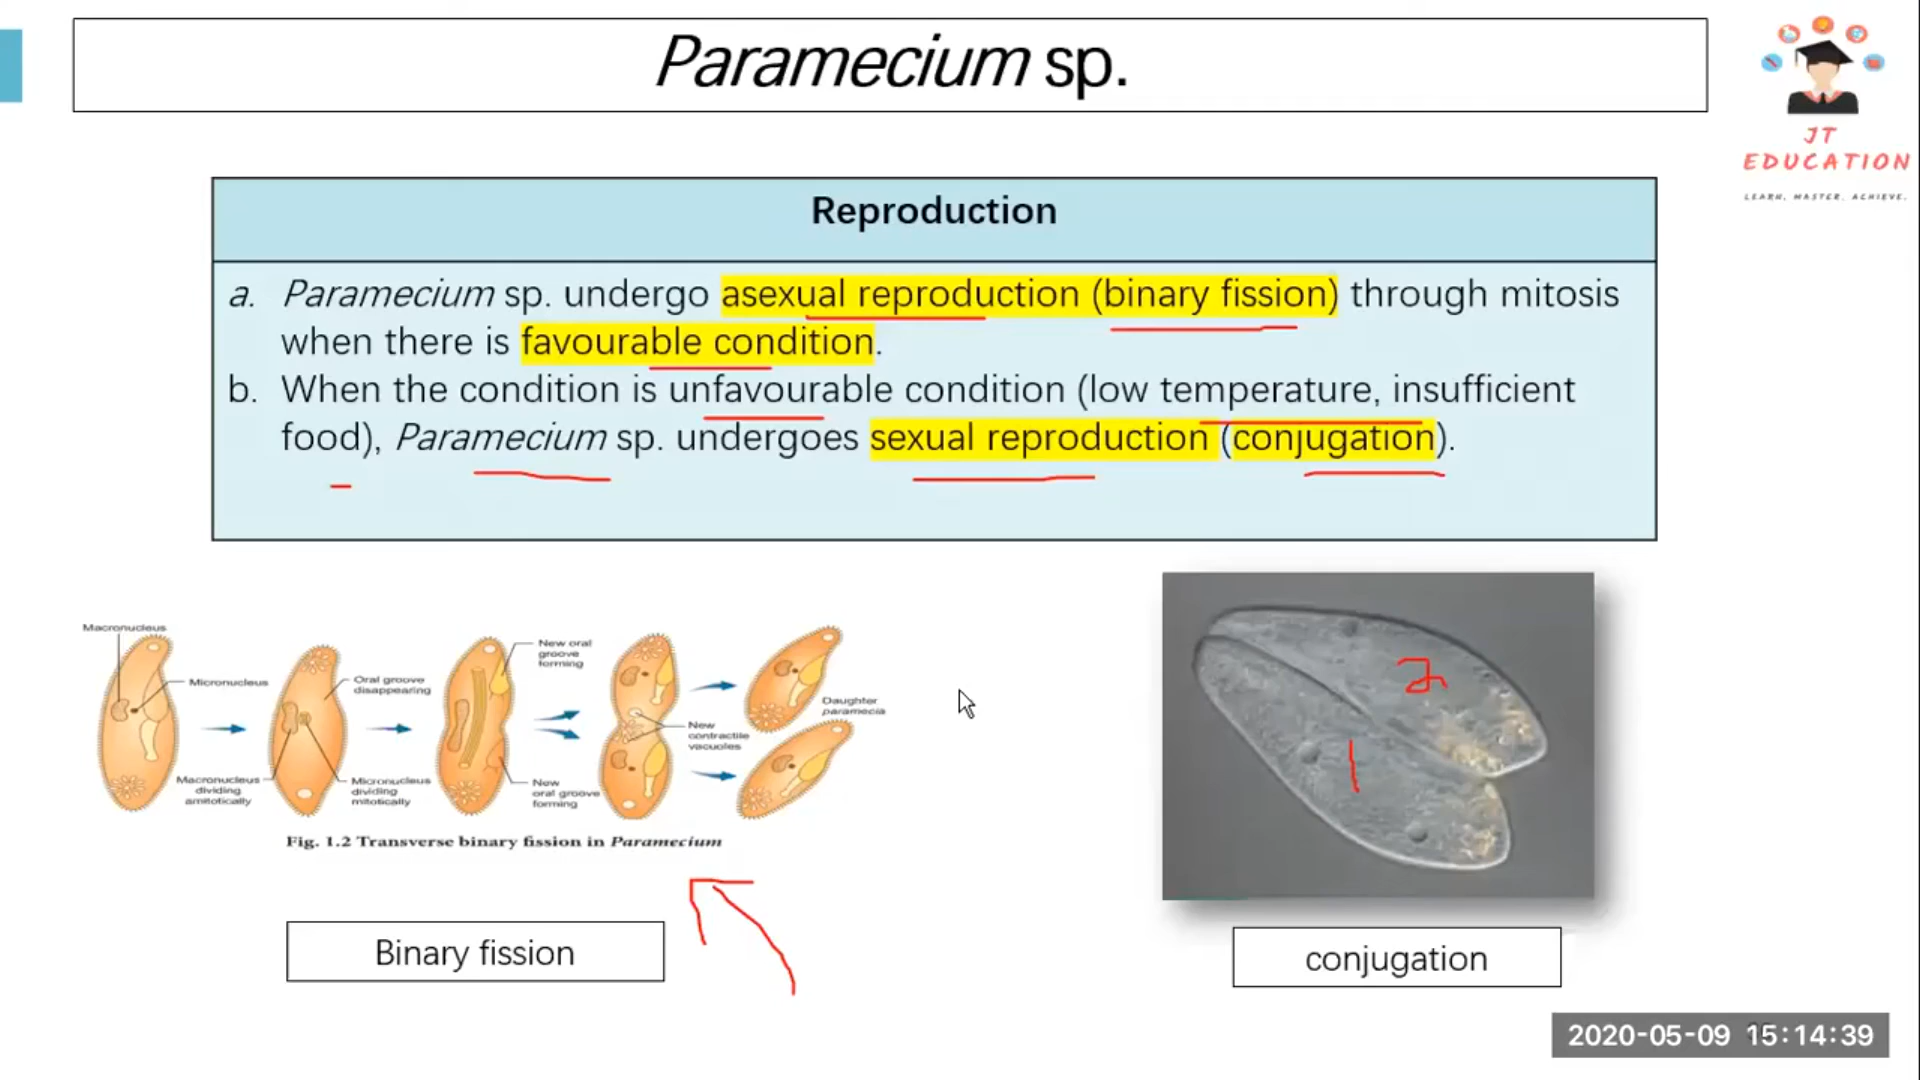 Paramecium sp.
JT
EDUCATION
LEARN. MASTER. ACHIEVE.
Reproduction
a. Paramecium sp. undergo asexual reproduction (binary fission) through mitosis
when there is favourable condition.
b. When the condition is unfavourable condition (low temperature, insufficient
food), Paramecium sp. undergoes sexual reproduction (conjugation).
Macronucleus
Micronucleus
Macronucleus
dividing
amitotically
Oral groove
disappearing
Micronucleus
dividing
mitotically
New oral
groove
forming
New
oral groove
forming
New
contractile
vacuoles
Daughter
paramecia
Fig. 1.2 Transverse binary fission in Paramecium
Binary fission
2
1
conjugation
2020-05-09 15:14:39